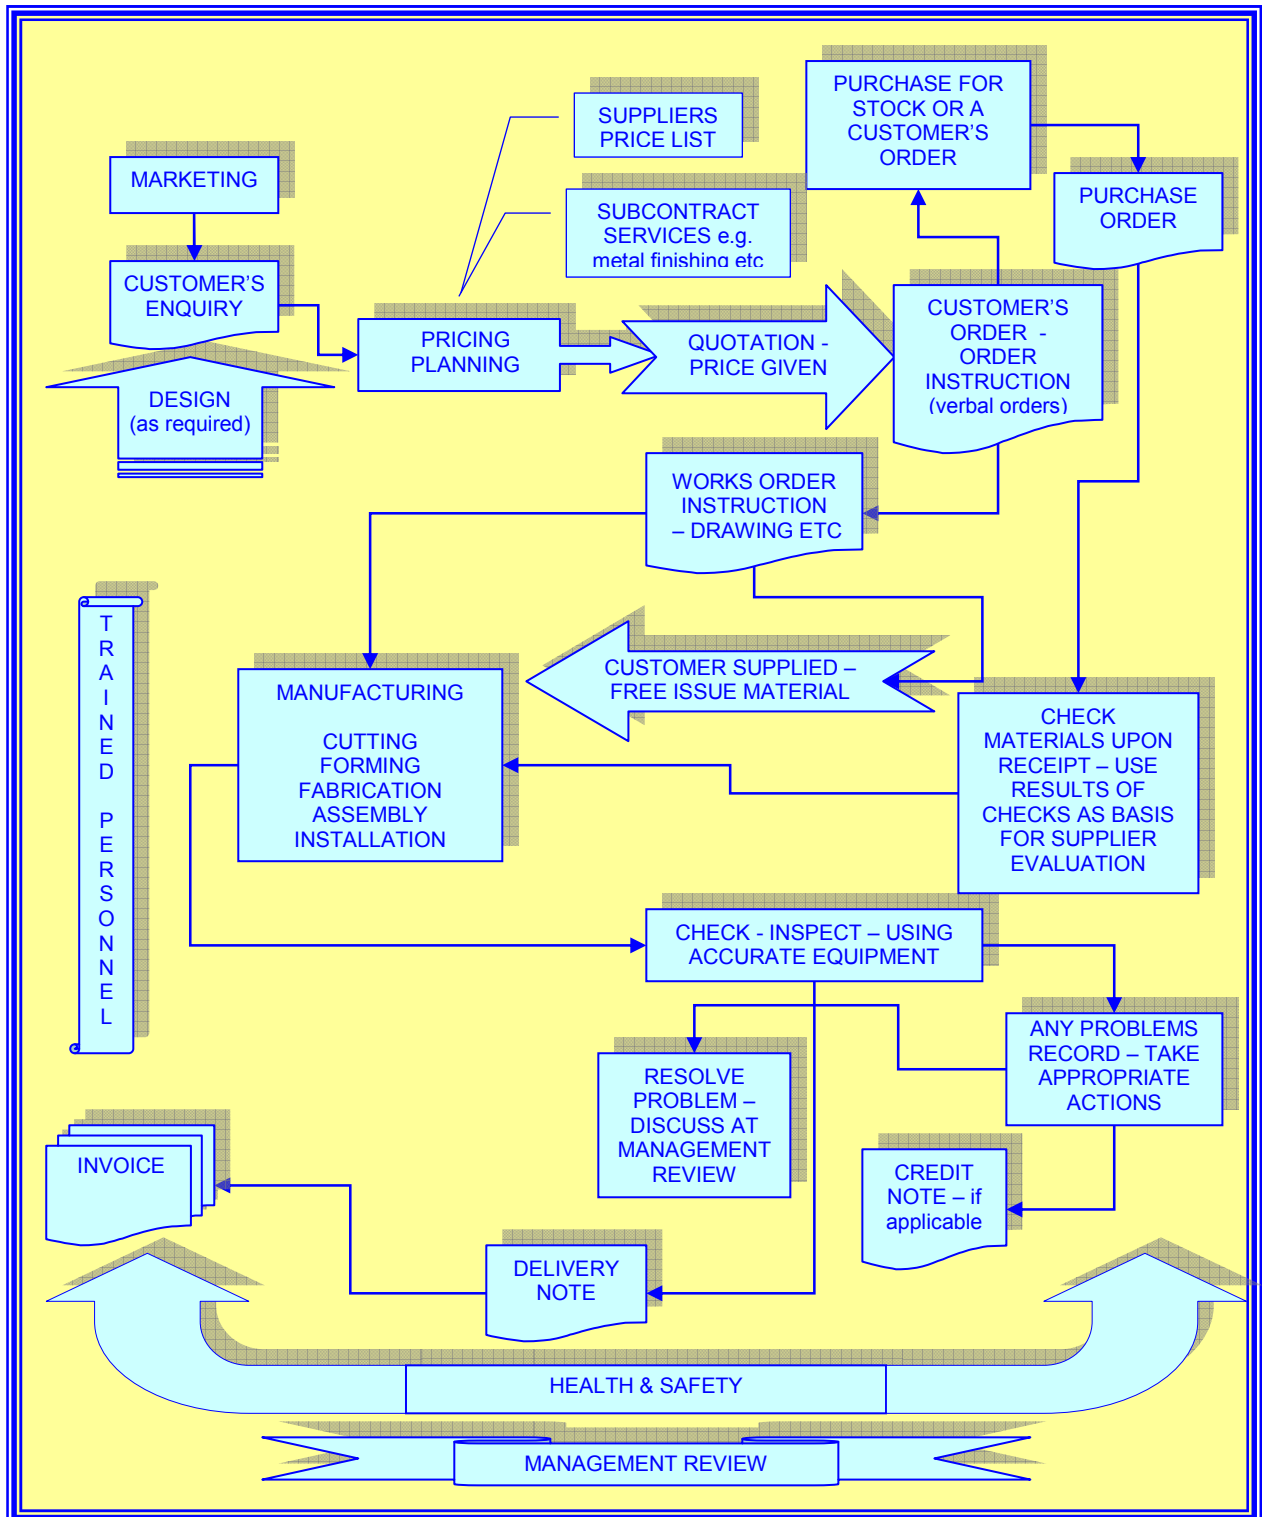 SUPPLIERS
PRICE LIST
PURCHASE FOR
STOCK OR A
CUSTOMER'S
ORDER
MARKETING
SUBCONTRACT
SERVICES e.g.
metal finishing etc
PURCHASE
ORDER
CUSTOMER'S
ENQUIRY
PRICING
PLANNING
QUOTATION -
PRICE GIVEN
CUSTOMER'S
ORDER -
ORDER
INSTRUCTION
(verbal orders)
DESIGN
(as required)
WORKS ORDER
INSTRUCTION
– DRAWING ETC
T
R
A
I
N
E
D
P
E
R
S
O
N
N
E
L
CUSTOMER SUPPLIED –
FREE ISSUE MATERIAL
MANUFACTURING
CUTTING
FORMING
FABRICATION
ASSEMBLY
INSTALLATION
CHECK
MATERIALS UPON
RECEIPT – USE
RESULTS OF
CHECKS AS BASIS
FOR SUPPLIER
EVALUATION
CHECK - INSPECT – USING
ACCURATE EQUIPMENT
ANY PROBLEMS
RECORD – TAKE
APPROPRIATE
ACTIONS
RESOLVE
PROBLEM –
DISCUSS AT
MANAGEMENT
REVIEW
INVOICE
CREDIT
NOTE – if
applicable
DELIVERY
NOTE
HEALTH & SAFETY
MANAGEMENT REVIEW